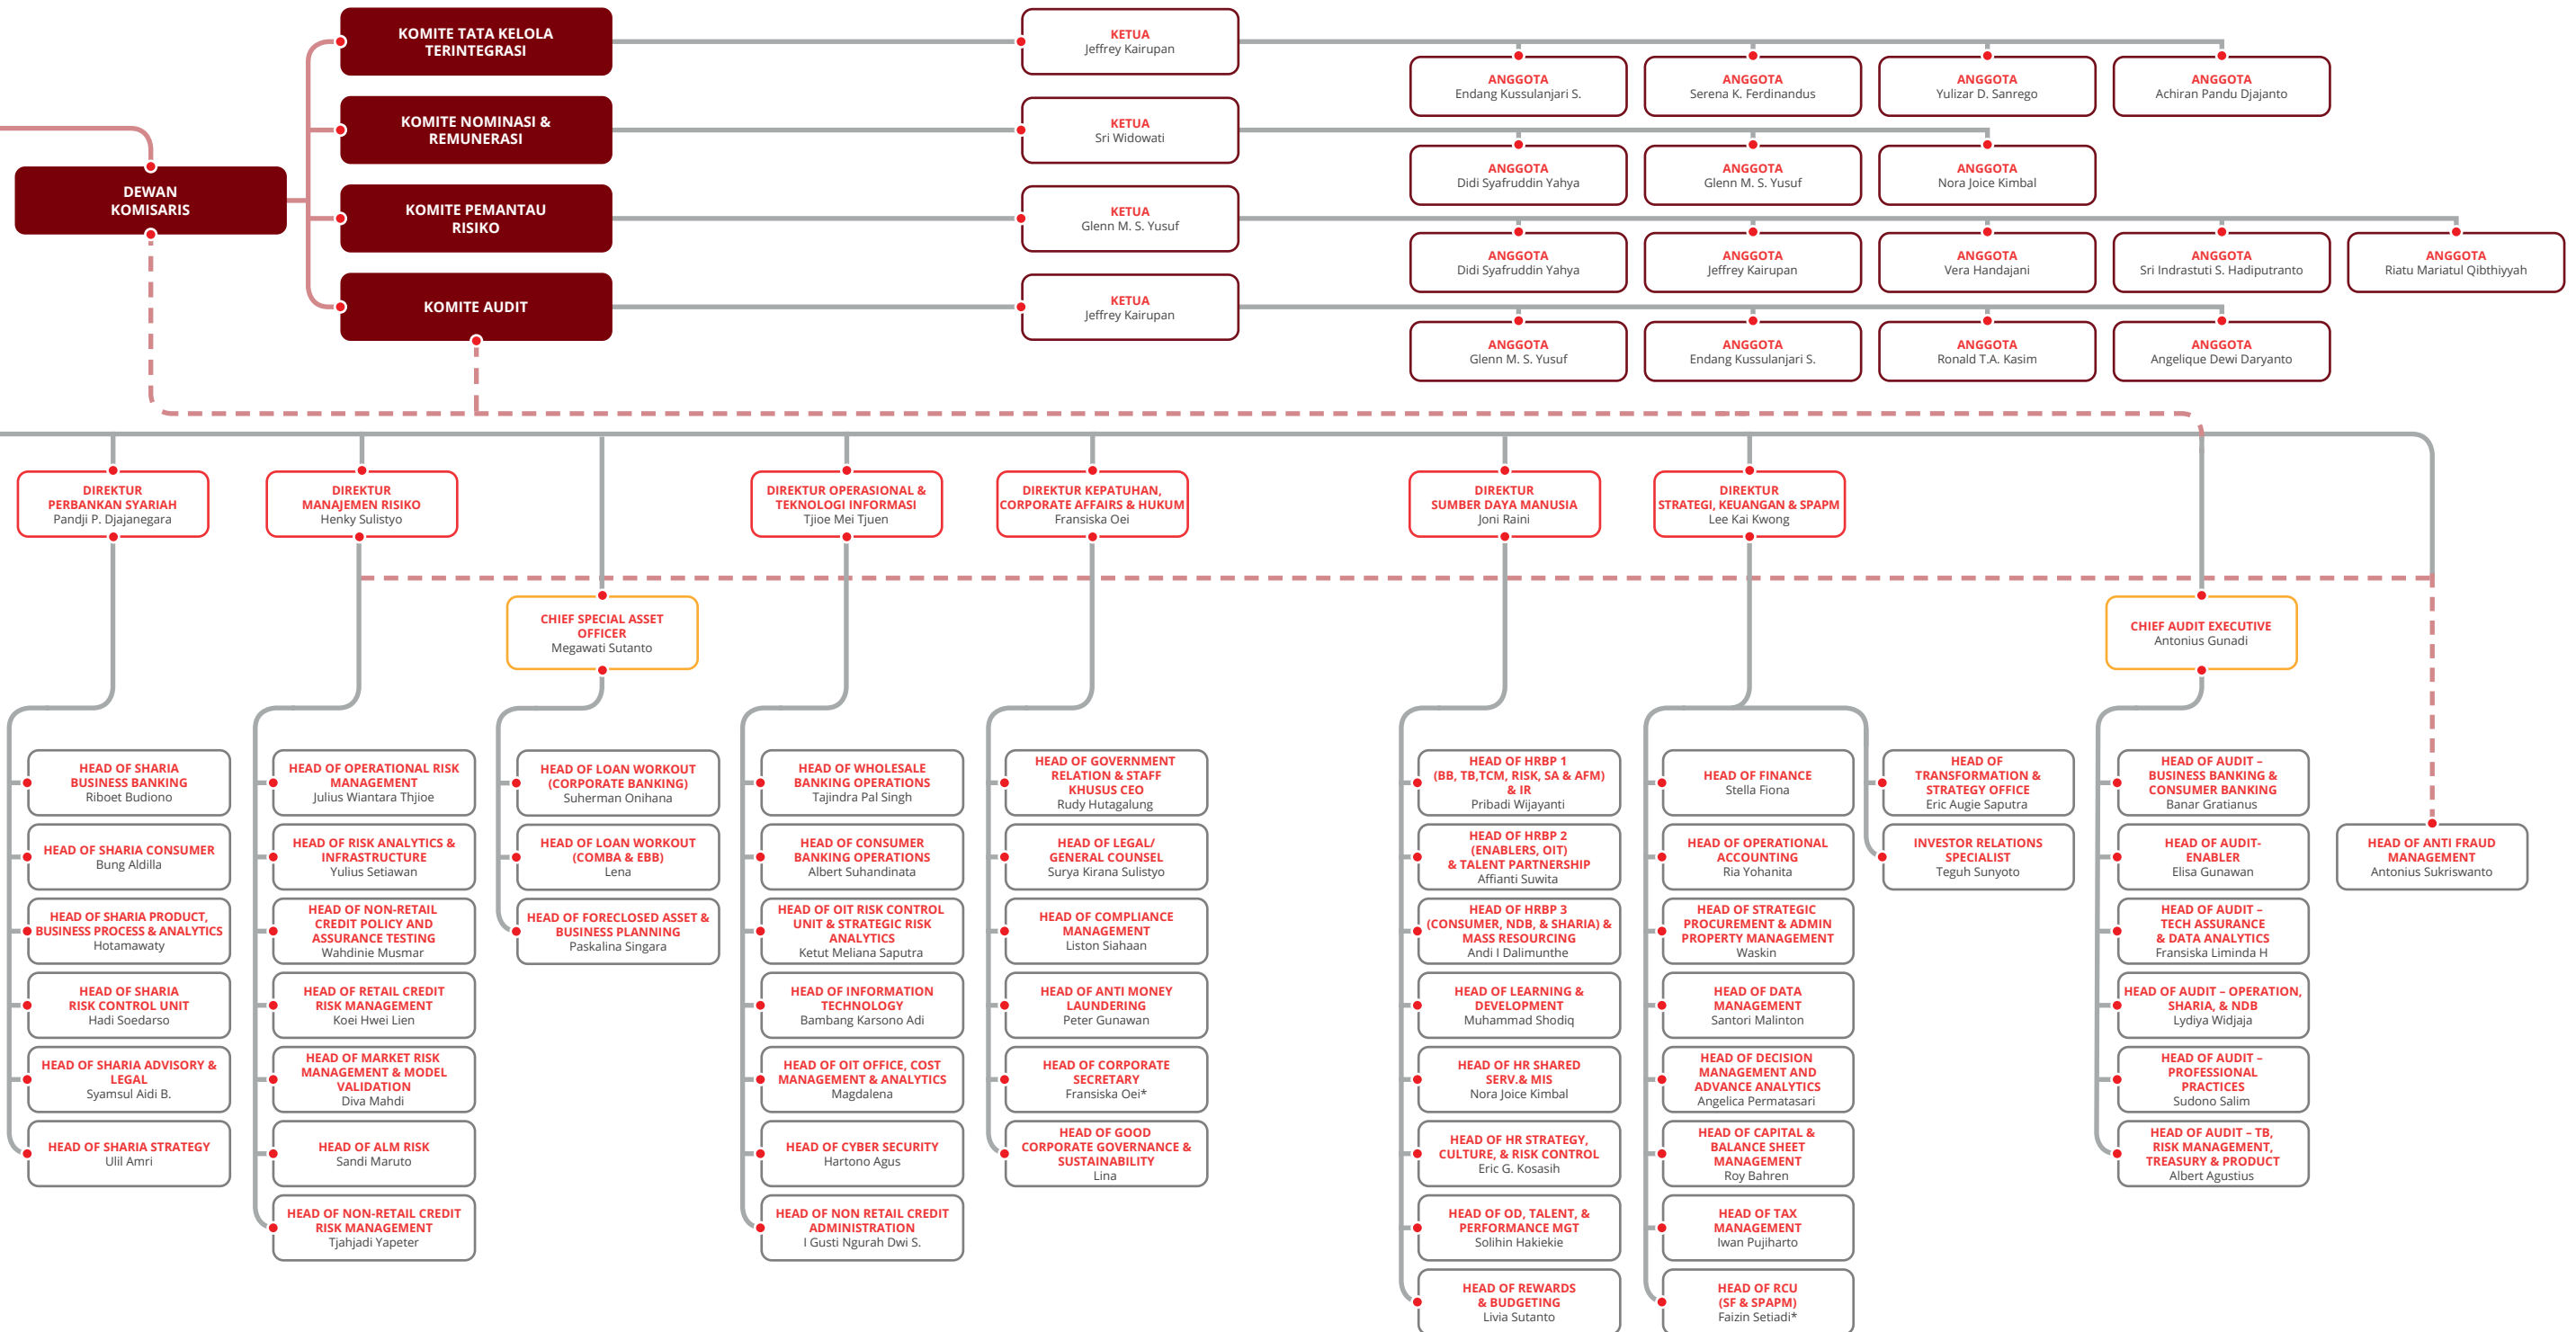 KOMITE TATA KELOLA
TERINTEGRASI
KETUA
Jeffrey Kairupan
ANGGOTA
Endang Kussulanjari S.
ANGGOTA
Serena K. Ferdinandus
ANGGOTA
Yulizar D. Sanrego
ANGGOTA
Achiran Pandu Djajanto
KOMITE NOMINASI &
REMUNERASI
KETUA
Sri Widowati
ANGGOTA
Didi Syafruddin Yahya
ANGGOTA
Glenn M. S. Yusuf
ANGGOTA
Nora Joice Kimbal
DEWAN
KOMISARIS
KOMITE PEMANTAU
RISIKO
KETUA
Glenn M. S. Yusuf
ANGGOTA
Didi Syafruddin Yahya
ANGGOTA
Jeffrey Kairupan
ANGGOTA
Vera Handajani
ANGGOTA
Sri Indrastuti S. Hadiputranto
ANGGOTA
Riatu Mariatul Qibthiyyah
KOMITE AUDIT
KETUA
Jeffrey Kairupan
ANGGOTA
Glenn M. S. Yusuf
ANGGOTA
Endang Kussulanjari S.
ANGGOTA
Ronald T.A. Kasim
ANGGOTA
Angelique Dewi Daryanto
DIREKTUR
PERBANKAN SYARIAH
Pandji P. Djajanegara
DIREKTUR
MANAJEMEN RISIKO
Henky Sulistyo
DIREKTUR OPERASIONAL &
TEKNOLOGI INFORMASI
Tjioe Mei Tjuen
DIREKTUR KEPATUHAN,
CORPORATE AFFAIRS & HUKUM
Fransiska Oei
DIREKTUR
SUMBER DAYA MANUSIA
Joni Raini
DIREKTUR
STRATEGI, KEUANGAN & SPAPM
Lee Kai Kwong
CHIEF SPECIAL ASSET
OFFICER
Megawati Sutanto
CHIEF AUDIT EXECUTIVE
Antonius Gunadi
HEAD OF SHARIA
BUSINESS BANKING
Riboet Budiono
HEAD OF SHARIA CONSUMER
Bung Aldilla
HEAD OF SHARIA PRODUCT,
BUSINESS PROCESS & ANALYTICS
Hotamawaty
HEAD OF SHARIA
RISK CONTROL UNIT
Hadi Soedarso
HEAD OF SHARIA ADVISORY &
LEGAL
Syamsul Aidi B.
HEAD OF SHARIA STRATEGY
Ulil Amri
HEAD OF OPERATIONAL RISK
MANAGEMENT
Julius Wiantara Thjioe
HEAD OF RISK ANALYTICS &
INFRASTRUCTURE
Yulius Setiawan
HEAD OF NON-RETAIL
CREDIT POLICY AND
ASSURANCE TESTING
Wahdinie Musmar
HEAD OF RETAIL CREDIT
RISK MANAGEMENT
Koei Hwei Lien
HEAD OF MARKET RISK
MANAGEMENT & MODEL
VALIDATION
Diva Mahdi
HEAD OF ALM RISK
Sandi Maruto
HEAD OF NON-RETAIL CREDIT
RISK MANAGEMENT
Tjahjadi Yapeter
HEAD OF LOAN WORKOUT
(CORPORATE BANKING)
Suherman Onihana
HEAD OF LOAN WORKOUT
(COMBA & EBB)
Lena
HEAD OF FORECLOSED ASSET &
BUSINESS PLANNING
Paskalina Singara
HEAD OF WHOLESALE
BANKING OPERATIONS
Tajindra Pal Singh
HEAD OF CONSUMER
BANKING OPERATIONS
Albert Suhandinata
HEAD OF OIT RISK CONTROL
UNIT & STRATEGIC RISK
ANALYTICS
Ketut Meliana Saputra
HEAD OF INFORMATION
TECHNOLOGY
Bambang Karsono Adi
HEAD OF OIT OFFICE, COST
MANAGEMENT & ANALYTICS
Magdalena
HEAD OF CYBER SECURITY
Hartono Agus
HEAD OF NON RETAIL CREDIT
ADMINISTRATION
I Gusti Ngurah Dwi S.
HEAD OF GOVERNMENT
RELATION & STAFF
KHUSUS CEO
Rudy Hutagalung
HEAD OF LEGAL/
GENERAL COUNSEL
Surya Kirana Sulistyo
HEAD OF COMPLIANCE
MANAGEMENT
Liston Siahaan
HEAD OF ANTI MONEY
LAUNDERING
Peter Gunawan
HEAD OF CORPORATE
SECRETARY
Fransiska Oei*
HEAD OF GOOD
CORPORATE GOVERNANCE &
SUSTAINABILITY
Lina
HEAD OF HRBP 1
(BB, TB,TCM, RISK, SA & AFM)
& IR
Pribadi Wijayanti
HEAD OF HRBP 2
(ENABLERS, OIT)
& TALENT PARTNERSHIP
Affianti Suwita
HEAD OF HRBP 3
(CONSUMER, NDB, & SHARIA) &
MASS RESOURCING
Andi I Dalimunthe
HEAD OF LEARNING &
DEVELOPMENT
Muhammad Shodiq
HEAD OF HR SHARED
SERV.& MIS
Nora Joice Kimbal
HEAD OF HR STRATEGY,
CULTURE, & RISK CONTROL
Eric G. Kosasih
HEAD OF OD, TALENT, &
PERFORMANCE MGT
Solihin Hakiekie
HEAD OF REWARDS
& BUDGETING
Livia Sutanto
HEAD OF FINANCE
Stella Fiona
HEAD OF OPERATIONAL
ACCOUNTING
Ria Yohanita
HEAD OF STRATEGIC
PROCUREMENT & ADMIN
PROPERTY MANAGEMENT
Waskin
HEAD OF DATA
MANAGEMENT
Santori Malinton
HEAD OF DECISION
MANAGEMENT AND
ADVANCE ANALYTICS
Angelica Permatasari
HEAD OF CAPITAL &
BALANCE SHEET
MANAGEMENT
Roy Bahren
HEAD OF TAX
MANAGEMENT
Iwan Pujiharto
HEAD OF RCU
(SF & SPAPM)
Faizin Setiadi*
HEAD OF
TRANSFORMATION &
STRATEGY OFFICE
Eric Augie Saputra
INVESTOR RELATIONS
SPECIALIST
Teguh Sunyoto
HEAD OF AUDIT –
BUSINESS BANKING &
CONSUMER BANKING
Banar Gratianus
HEAD OF AUDIT-
ENABLER
Elisa Gunawan
HEAD OF AUDIT –
TECH ASSURANCE
& DATA ANALYTICS
Fransiska Liminda H
HEAD OF AUDIT – OPERATION,
SHARIA, & NDB
Lydiya Widjaja
HEAD OF AUDIT –
PROFESSIONAL
PRACTICES
Sudono Salim
HEAD OF AUDIT – TB,
RISK MANAGEMENT,
TREASURY & PRODUCT
Albert Agustius
HEAD OF ANTI FRAUD
MANAGEMENT
Antonius Sukriswanto